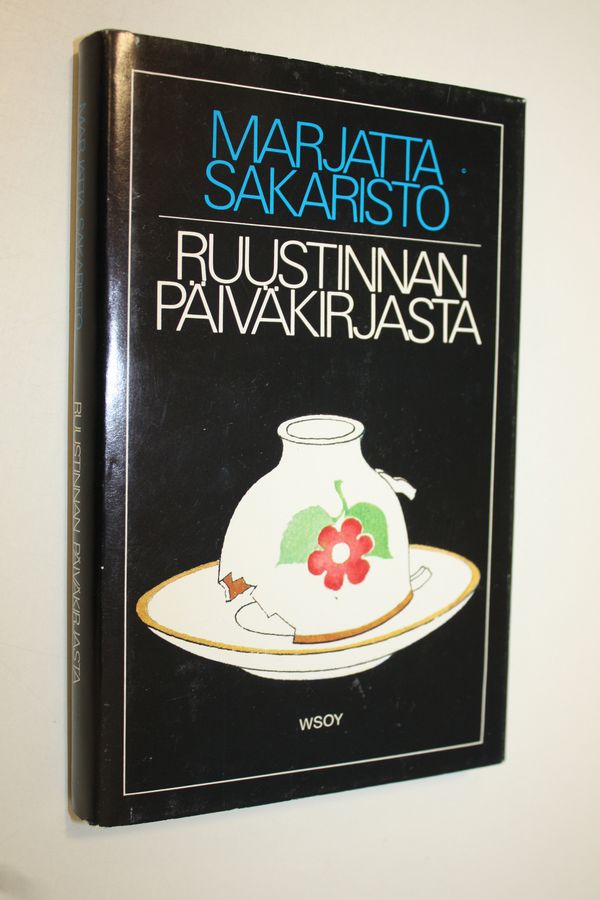 MARJATTA
SAKARISTO
RUUSTINNAN
PÄIVÄKIRJASTA
WSOY
MARJATTA SAKARISTO
RUUSTINNAN PÄIVÄKIRJASTA